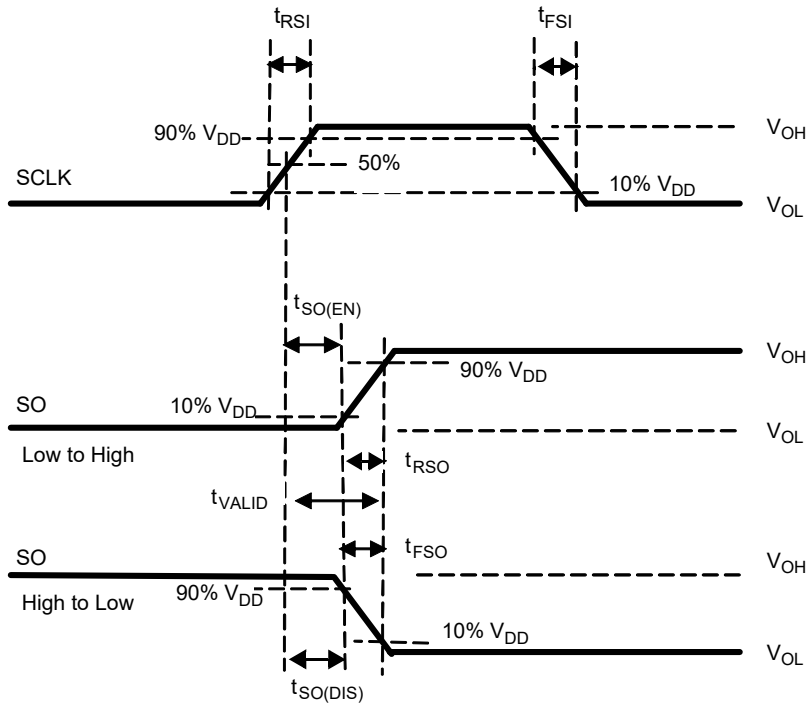 tRSI
tFSI
90% VDD
VOH
50%
SCLK
10% VDD
VOL
tSO(EN)
VOH
90% VDD
SO
10% VDD
VOL
Low to High
tRSO
tVALID
tFSO
SO
VOH
90% VDD
High to Low
10% VDD
VOL
tSO(DIS)